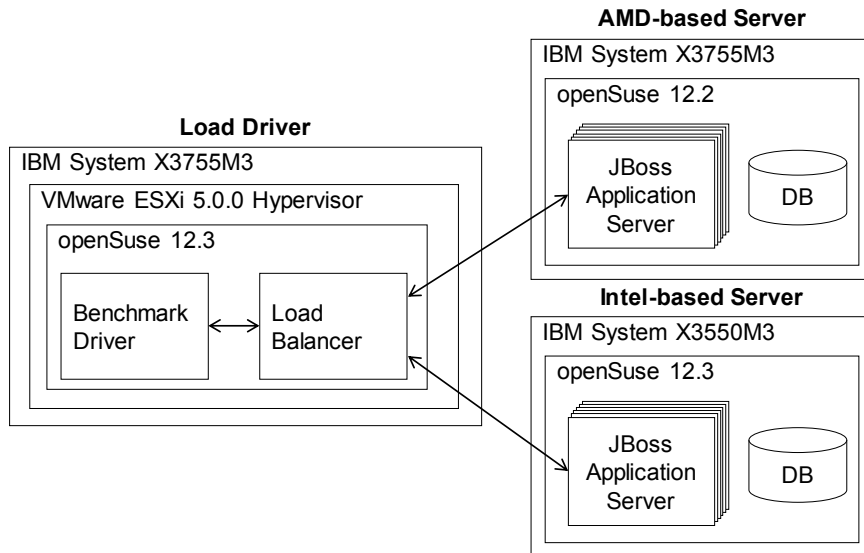 Load Driver
IBM System X3755M3
VMware ESXi 5.0.0 Hypervisor
openSuse 12.3
Benchmark
Driver
Load
Balancer
AMD-based Server
IBM System X3755M3
openSuse 12.2
JBoss
Application
Server
DB
Intel-based Server
IBM System X3550M3
openSuse 12.3
JBoss
Application
Server
DB